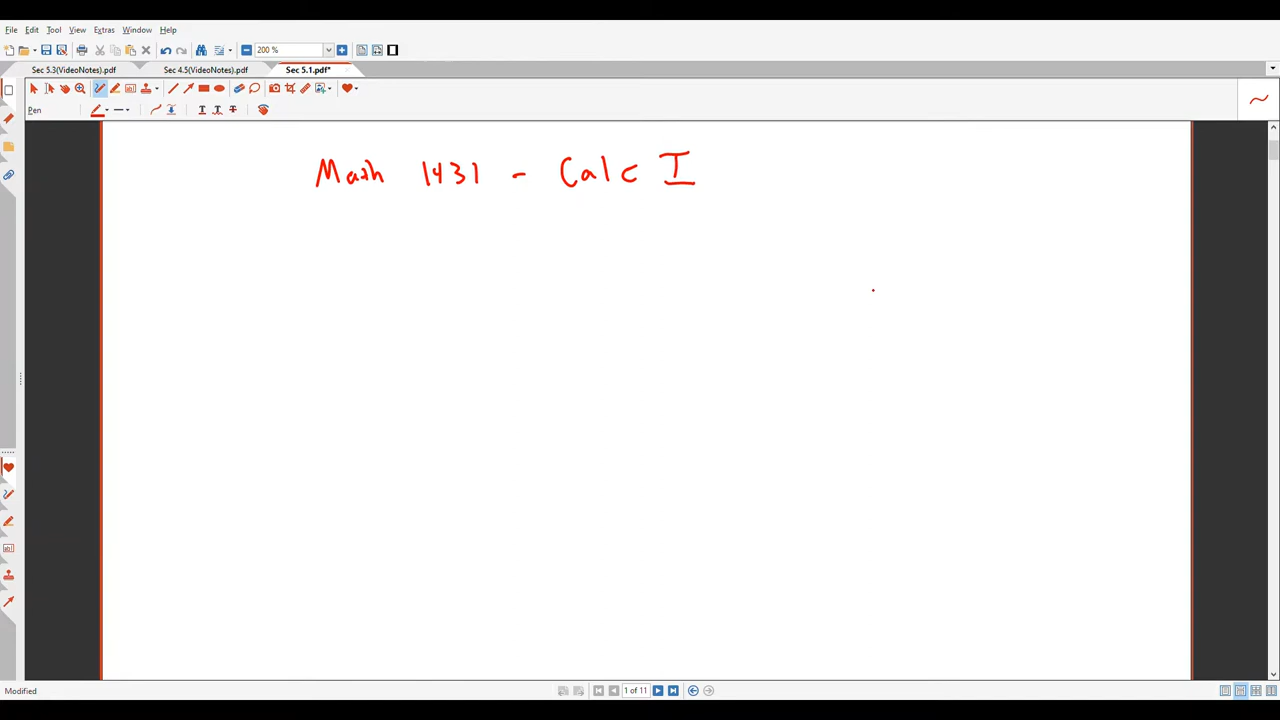 File Edit Tool View Extras Window Help
200 %
Sec 5.3(VideoNotes).pdf Sec 4.5(VideoNotes).pdf Sec 5.1.pdf*
Pen
Math 1431 - Calc I
Modified 1 of 11